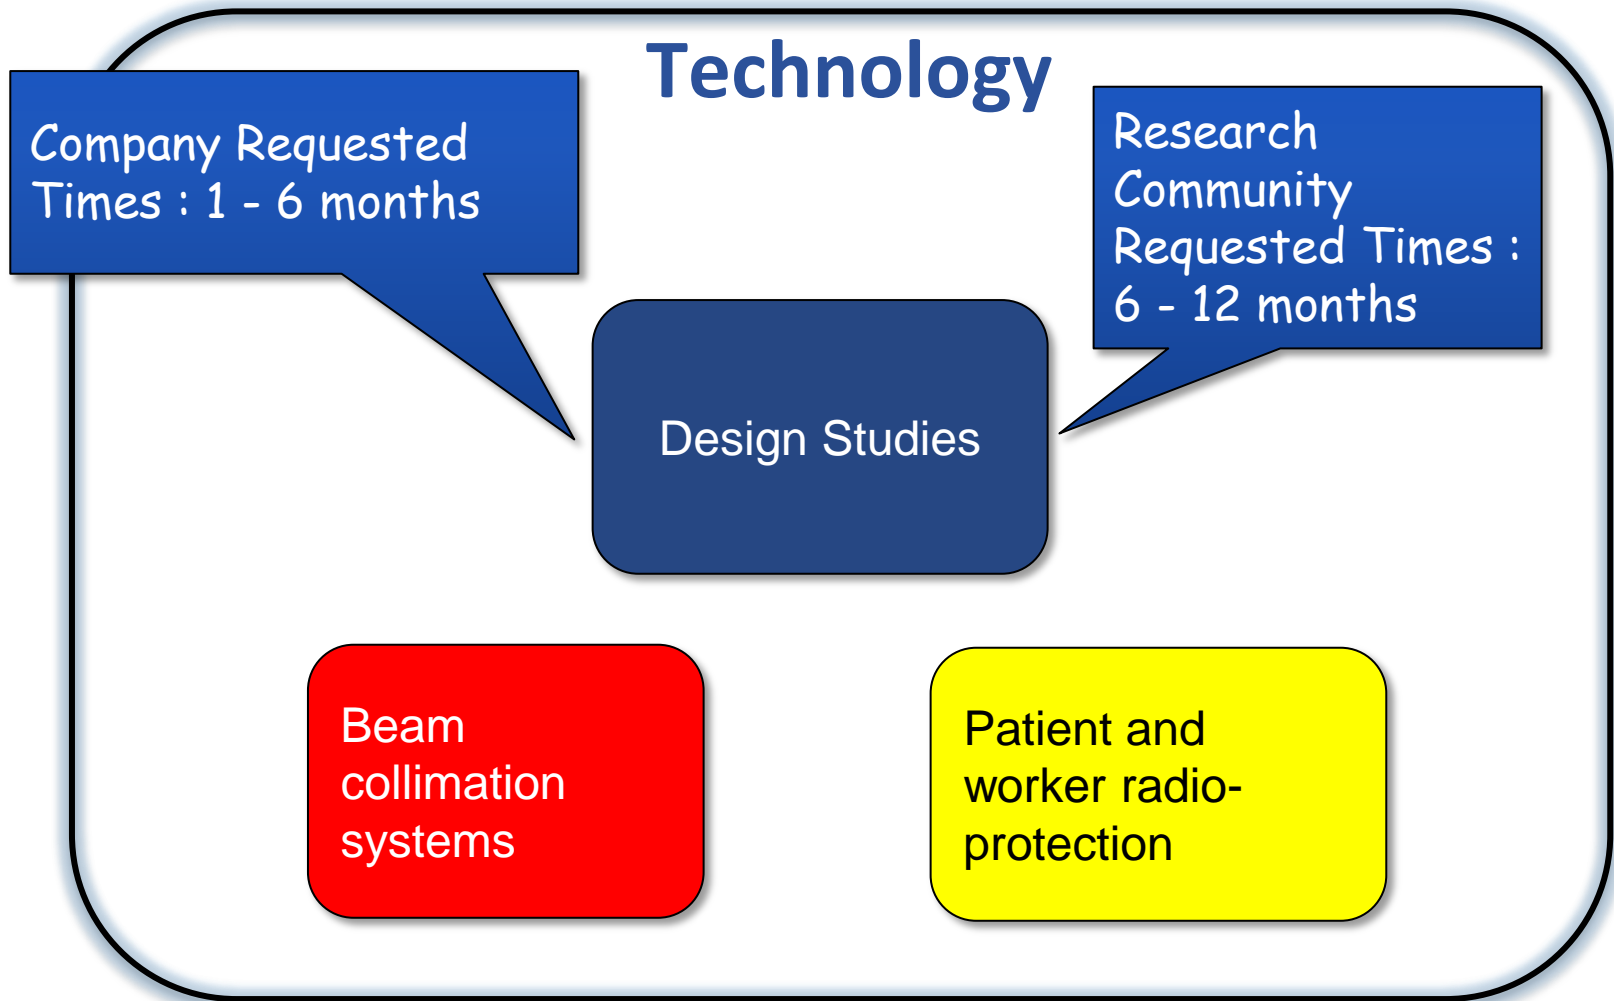 Technology
Company Requested
Times : 1 - 6 months
Research
Community
Requested Times :
6 - 12 months
Design Studies
Beam
collimation
systems
Patient and
worker radio-
protection